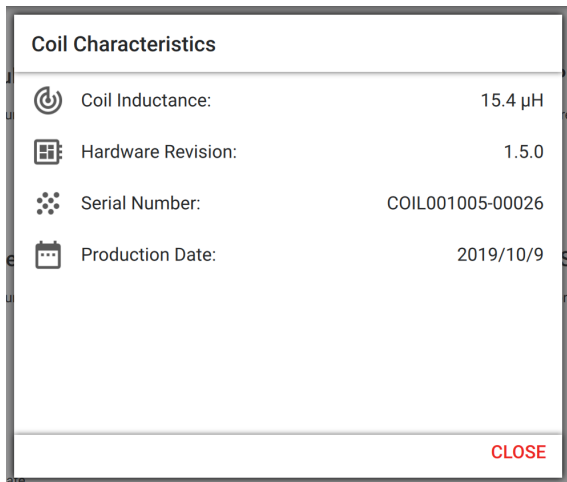 Coil Characteristics
Coil Inductance: 15.4 µH
Hardware Revision: 1.5.0
Serial Number: COIL001005-00026
Production Date: 2019/10/9
CLOSE